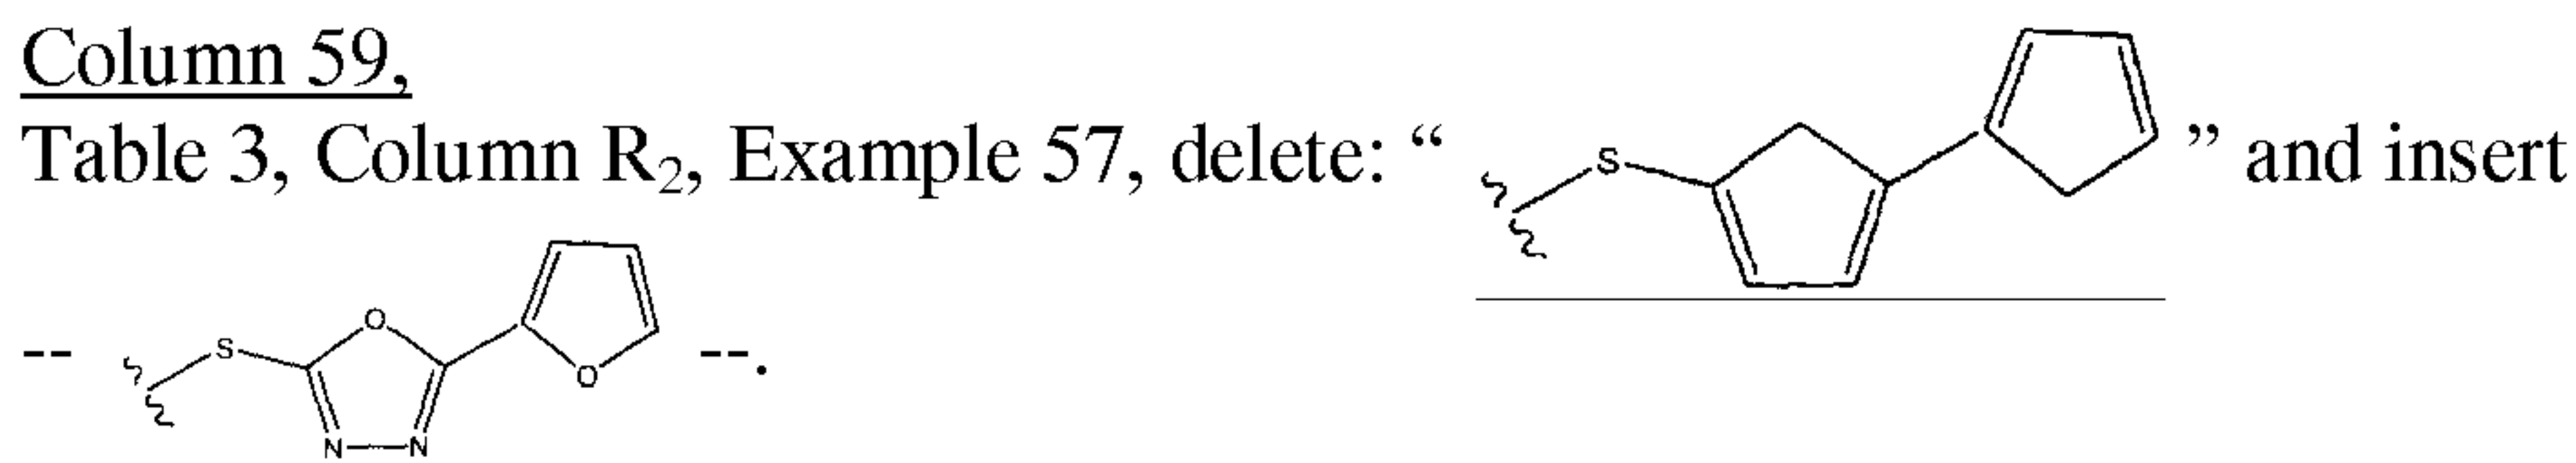 Column 59,
Table 3, Column R₂, Example 57, delete: “ S ” and insert
-- S O N N O --.